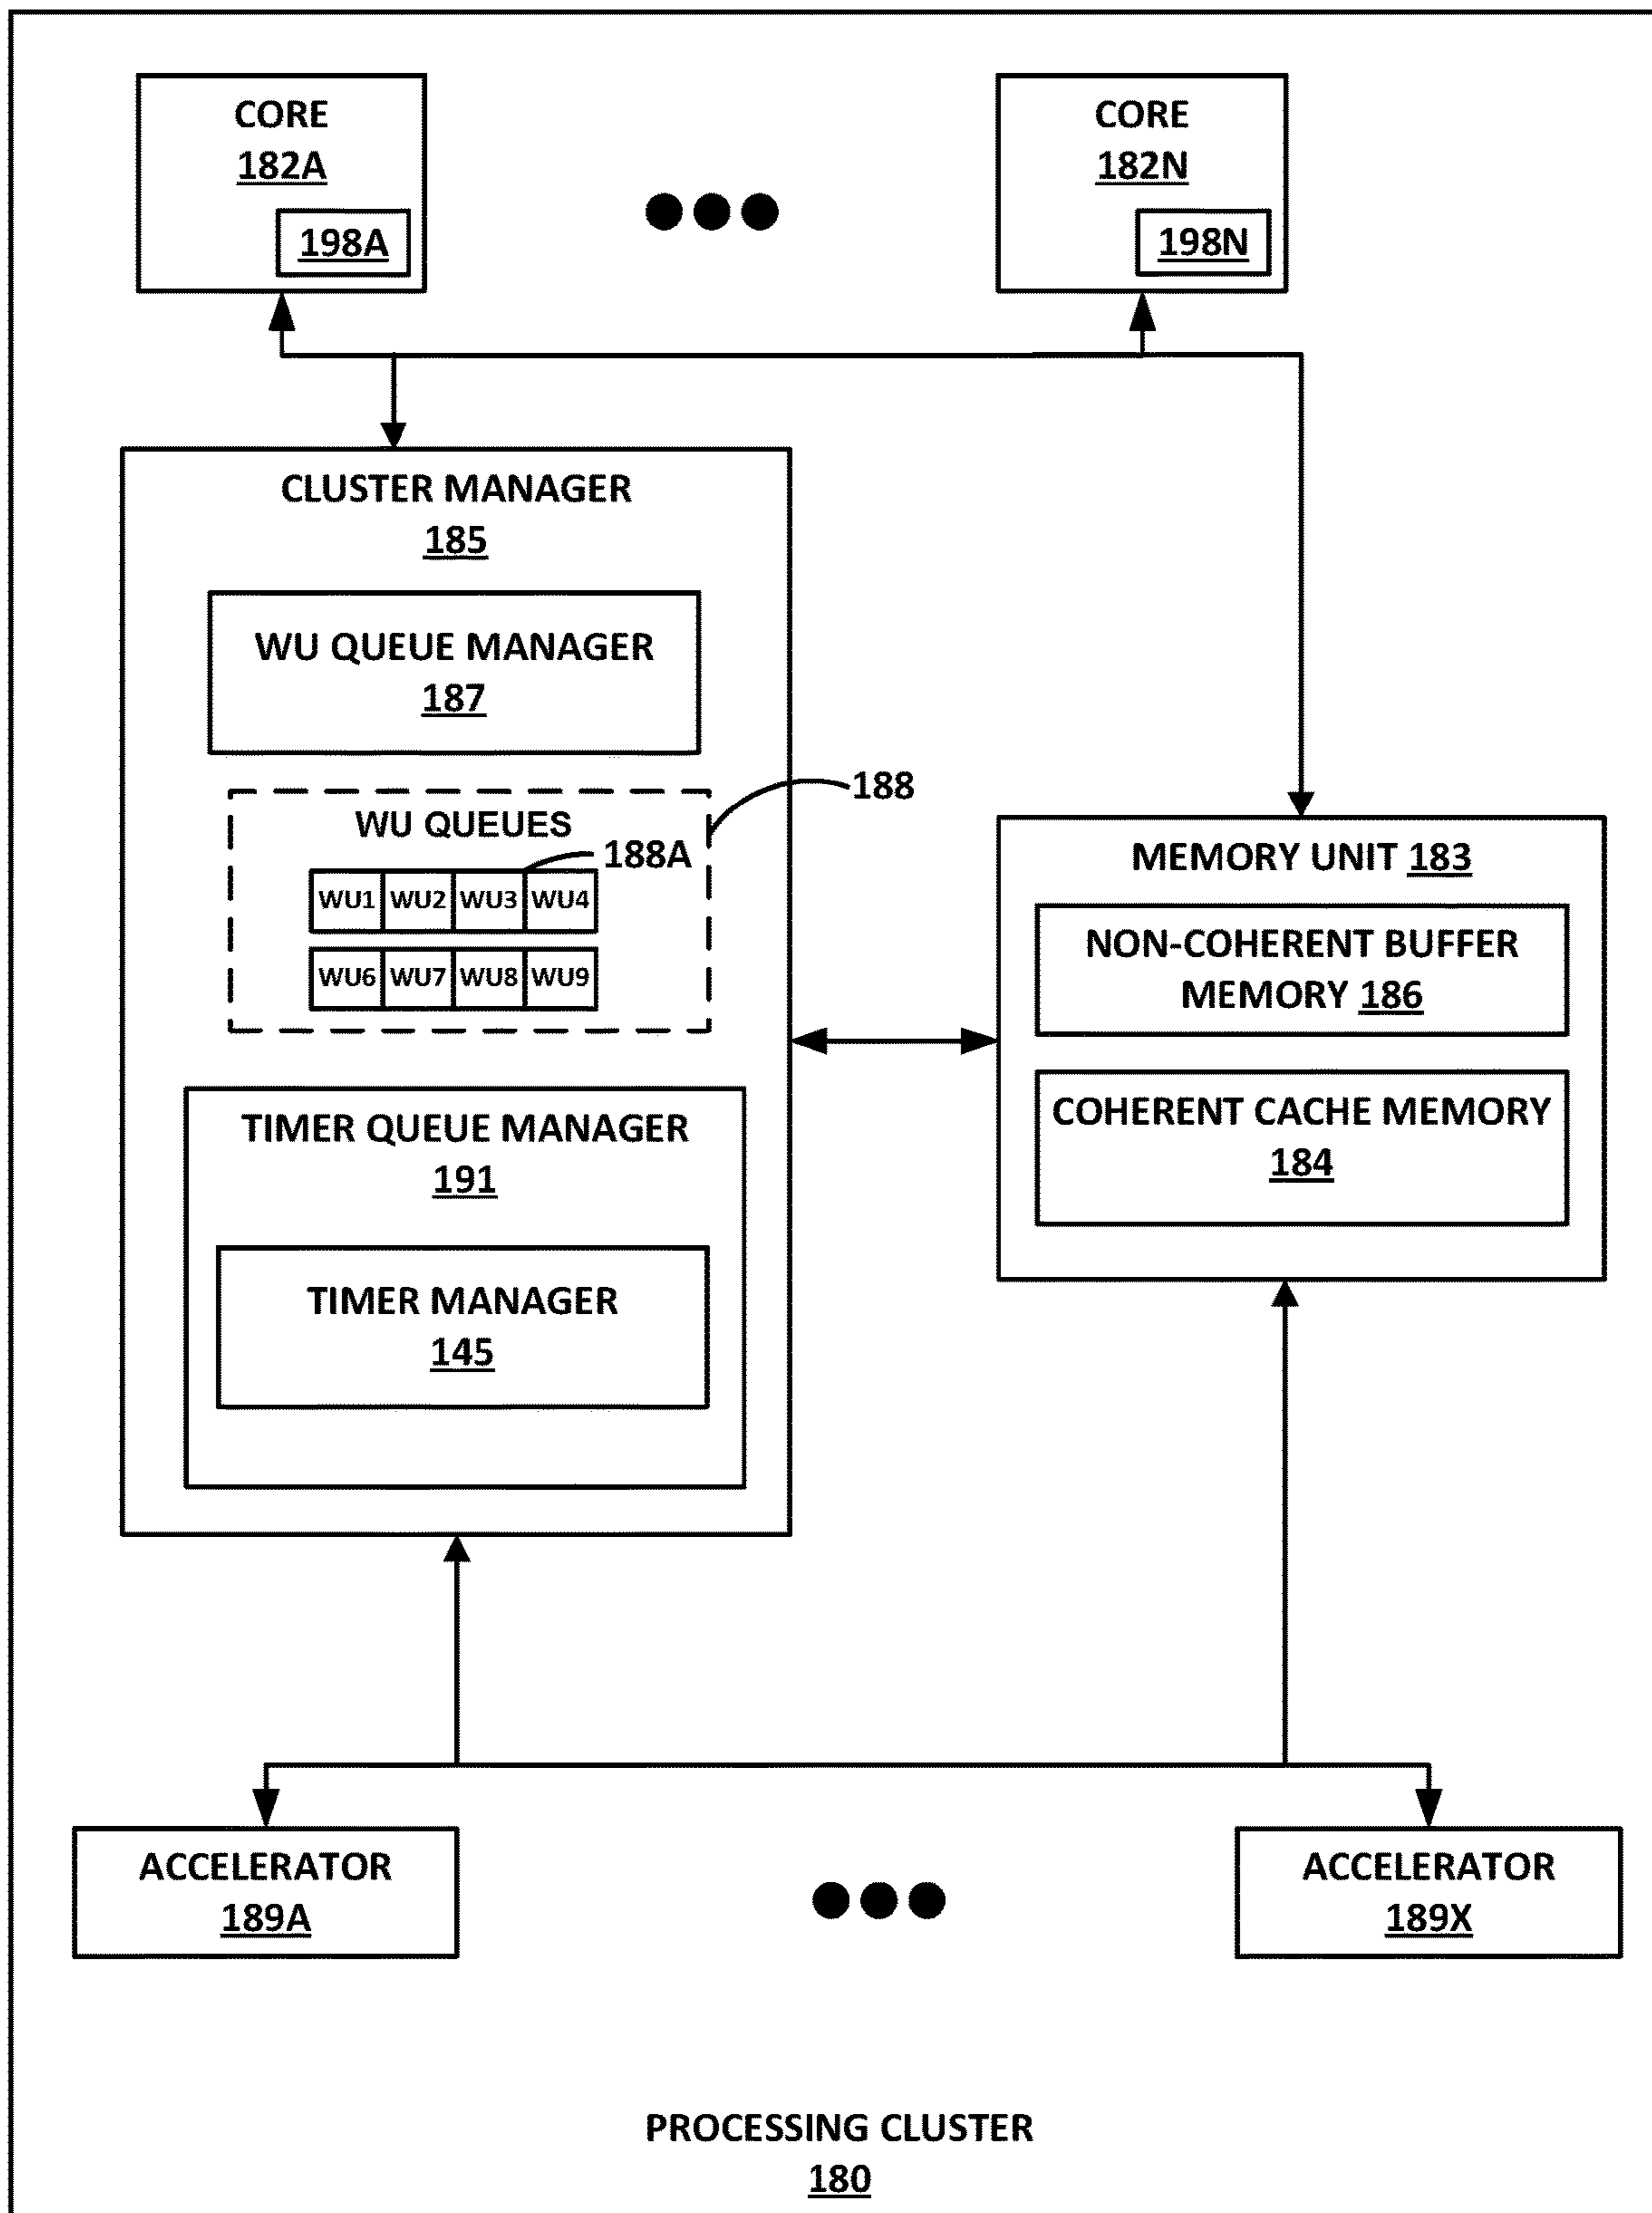 CORE
182A
198A
CORE
182N
198N
CLUSTER MANAGER
185
WU QUEUE MANAGER
187
188
WU QUEUES
188A
WU1 WU2 WU3 WU4
WU6 WU7 WU8 WU9
TIMER QUEUE MANAGER
191
TIMER MANAGER
145
MEMORY UNIT 183
NON-COHERENT BUFFER
MEMORY 186
COHERENT CACHE MEMORY
184
ACCELERATOR
189A
ACCELERATOR
189X
PROCESSING CLUSTER
180